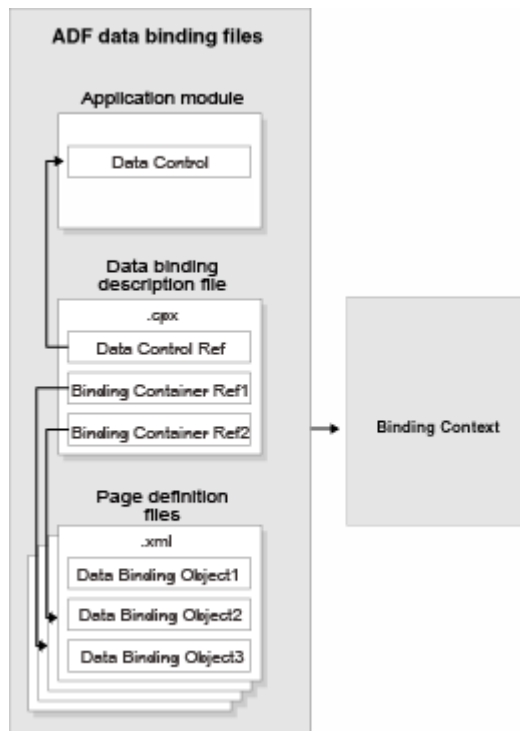 ADF data binding files
Application module
Data Control
Data binding
description file
.cpx
Data Control Ref
Binding Container Ref1
Binding Container Ref2
Binding Context
Page definition
files
.xml
Data Binding Object1
Data Binding Object2
Data Binding Object3